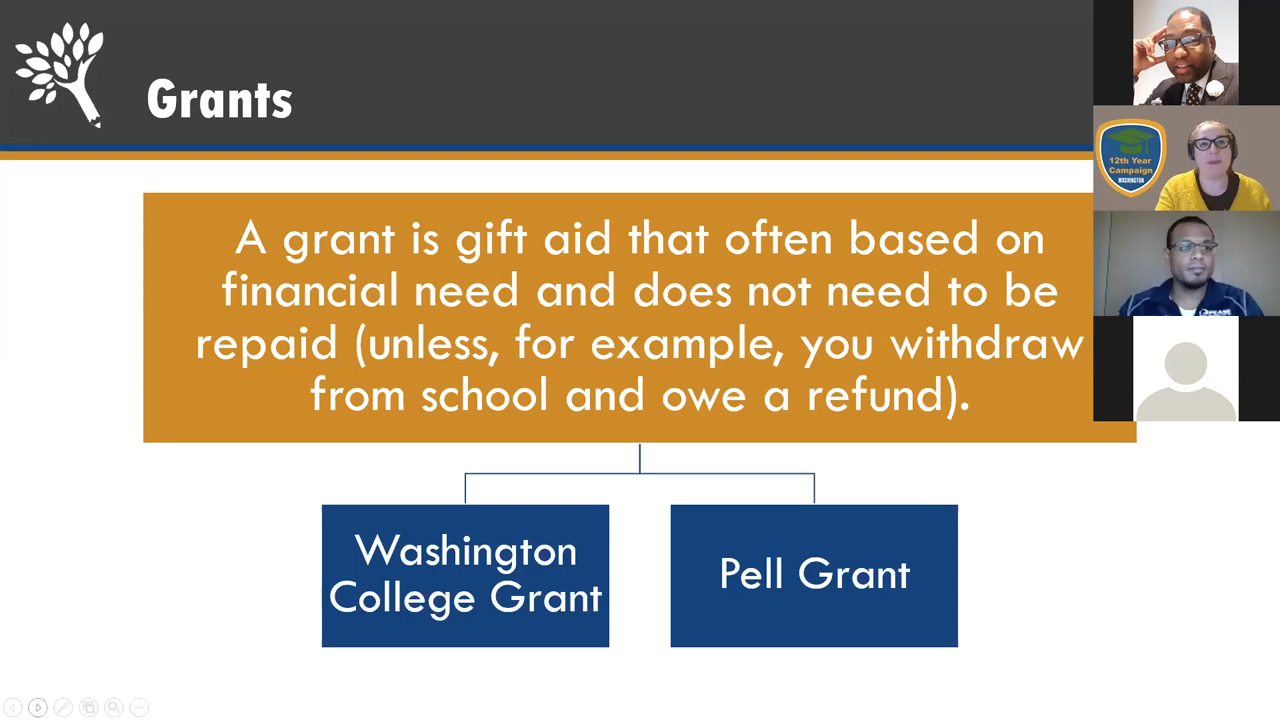 Grants
A grant is gift aid that often based on
financial need and does not need to be
repaid (unless, for example, you withdraw
from school and owe a refund).
Washington
College Grant
Pell Grant
12th Year
Campaign
WASHINGTON